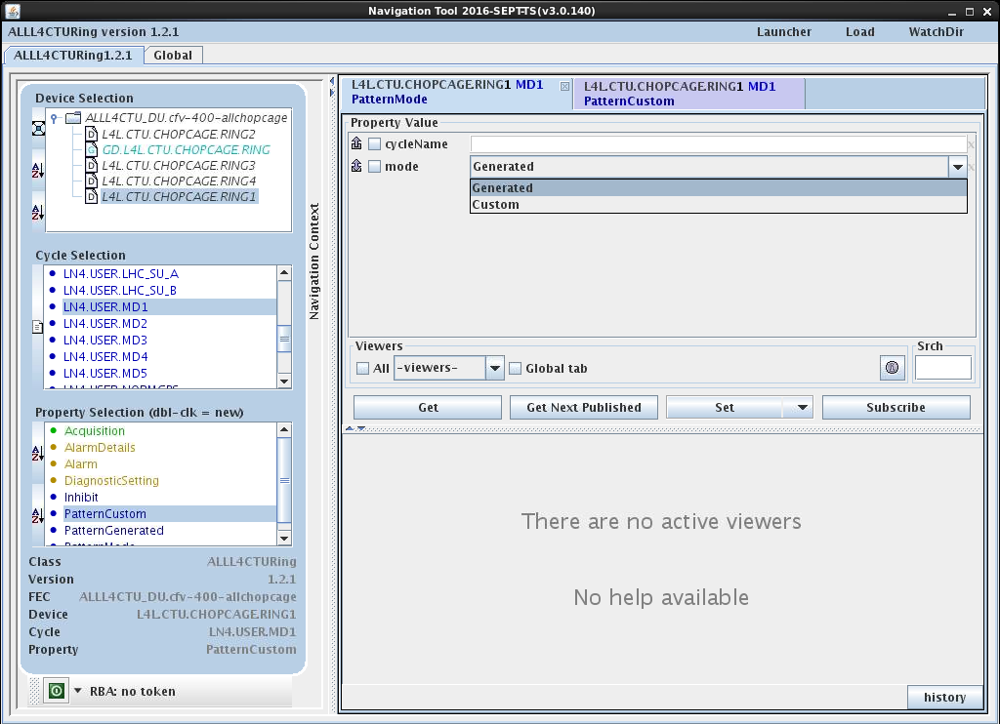 Navigation Tool 2016-SEPT-TS(v3.0.140)
ALLL4CTURing version 1.2.1
Launcher
Load
WatchDir
ALLL4CTURing1.2.1
Global
Device Selection
ALLL4CTU_DU.cfv-400-allchopcage
L4L.CTU.CHOPCAGE.RING2
GD.L4L.CTU.CHOPCAGE.RING
L4L.CTU.CHOPCAGE.RING3
L4L.CTU.CHOPCAGE.RING4
L4L.CTU.CHOPCAGE.RING1
Cycle Selection
LN4.USER.LHC_SU_A
LN4.USER.LHC_SU_B
LN4.USER.MD1
LN4.USER.MD2
LN4.USER.MD3
LN4.USER.MD4
LN4.USER.MD5
LN4.USER.NORMGPS
Property Selection (dbl-clk = new)
Acquisition
AlarmDetails
Alarm
DiagnosticSetting
Inhibit
PatternCustom
PatternGenerated
PatternMode
Class ALLL4CTURing
Version 1.2.1
FEC ALLL4CTU_DU.cfv-400-allchopcage
Device L4L.CTU.CHOPCAGE.RING1
Cycle LN4.USER.MD1
Property PatternCustom
RBA: no token
Navigation Context
L4L.CTU.CHOPCAGE.RING1 MD1
PatternMode
L4L.CTU.CHOPCAGE.RING1 MD1
PatternCustom
Property Value
cycleName
mode
Generated
Generated
Custom
Viewers
All
-viewers-
Global tab
Srch
Get
Get Next Published
Set
Subscribe
There are no active viewers
No help available
history